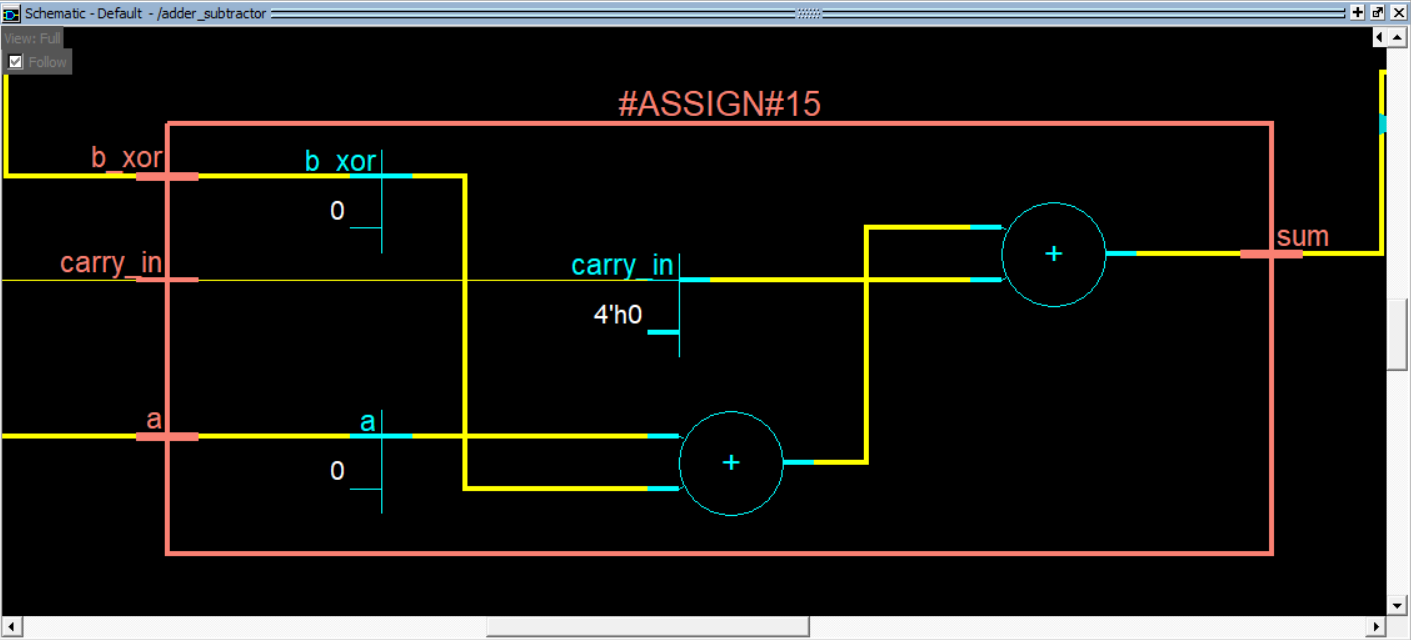 Schematic - Default - /adder_subtractor
View: Full
Follow
#ASSIGN#15
b_xor
b_xor
0
carry_in
carry_in
4'h0
sum
+
a
a
0
+